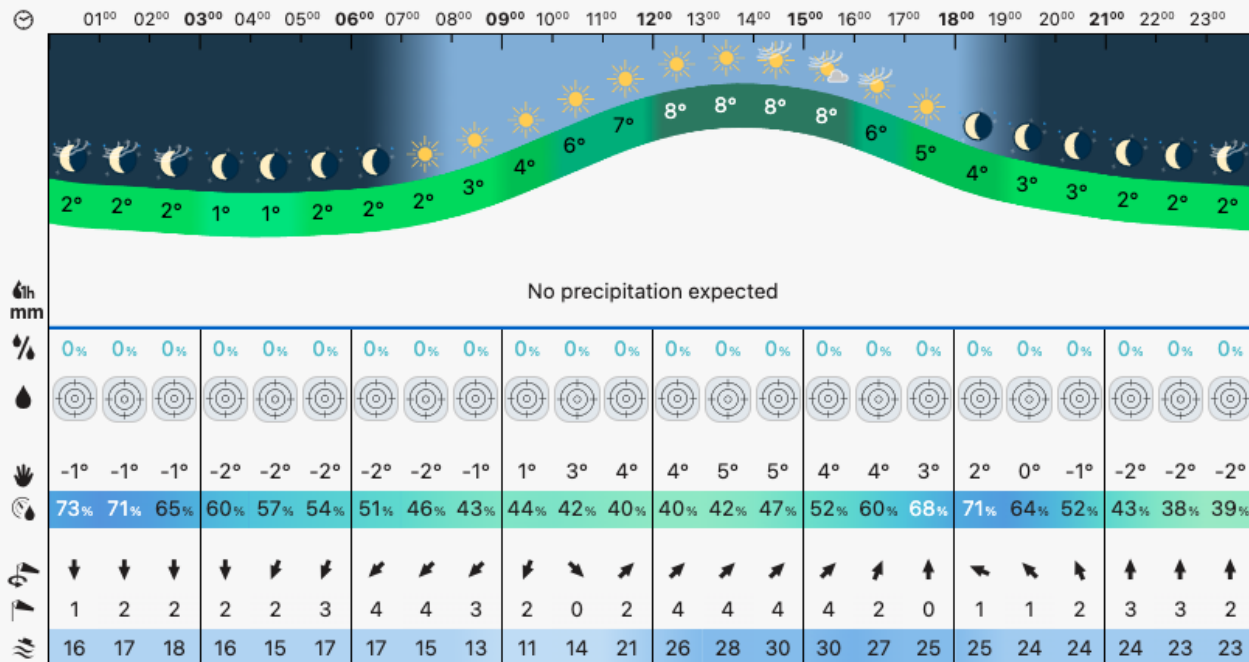 01⁰⁰ 02⁰⁰ 03⁰⁰ 04⁰⁰ 05⁰⁰ 06⁰⁰ 07⁰⁰ 08⁰⁰ 09⁰⁰ 10⁰⁰ 11⁰⁰ 12⁰⁰ 13⁰⁰ 14⁰⁰ 15⁰⁰ 16⁰⁰ 17⁰⁰ 18⁰⁰ 19⁰⁰ 20⁰⁰ 21⁰⁰ 22⁰⁰ 23⁰⁰
2° 2° 2° 1° 1° 2° 2° 2° 3° 4° 6° 7° 8° 8° 8° 8° 6° 5° 4° 3° 3° 2° 2° 2°
1h
mm
No precipitation expected
0% 0% 0% 0% 0% 0% 0% 0% 0% 0% 0% 0% 0% 0% 0% 0% 0% 0% 0% 0% 0% 0% 0% 0%
-1° -1° -1° -2° -2° -2° -2° -2° -1° 1° 3° 4° 4° 5° 5° 4° 4° 3° 2° 0° -1° -2° -2° -2°
73% 71% 65% 60% 57% 54% 51% 46% 43% 44% 42% 40% 40% 42% 47% 52% 60% 68% 71% 64% 52% 43% 38% 39%
1 2 2 2 2 3 4 4 3 2 0 2 4 4 4 4 2 0 1 1 2 3 3 2
16 17 18 16 15 17 17 15 13 11 14 21 26 28 30 30 27 25 25 24 24 24 23 23